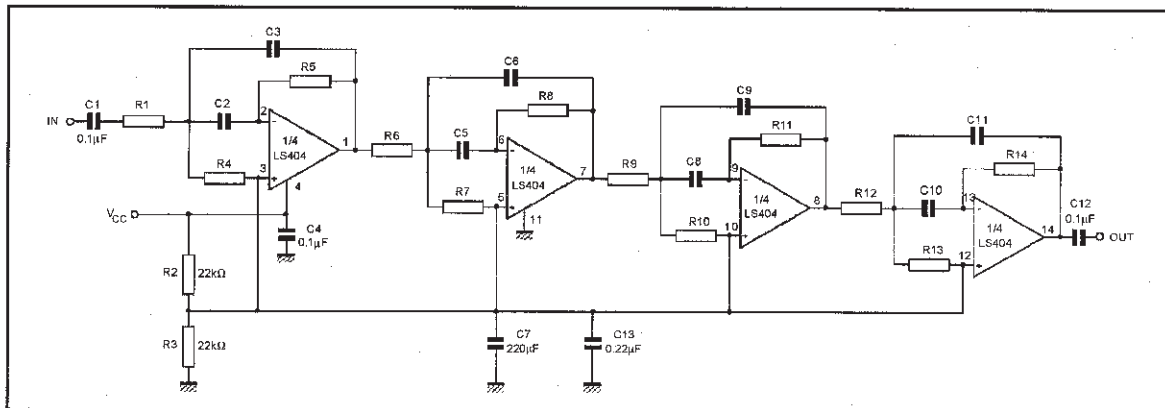 C3
R5
C1
R1
C2
2
IN
0.1µF
1/4
LS404
1
R4
3
4
VCC
C4
0.1µF
R2
22kΩ
R3
22kΩ
C6
R8
R6
C5
6
1/4
LS404
7
R7
5
11
C7
220µF
C13
0.22µF
C9
R11
R9
C8
9
1/4
LS404
8
R10
10
C11
R14
R12
C10
13
1/4
LS404
14
R13
12
C12
0.1µF
OUT